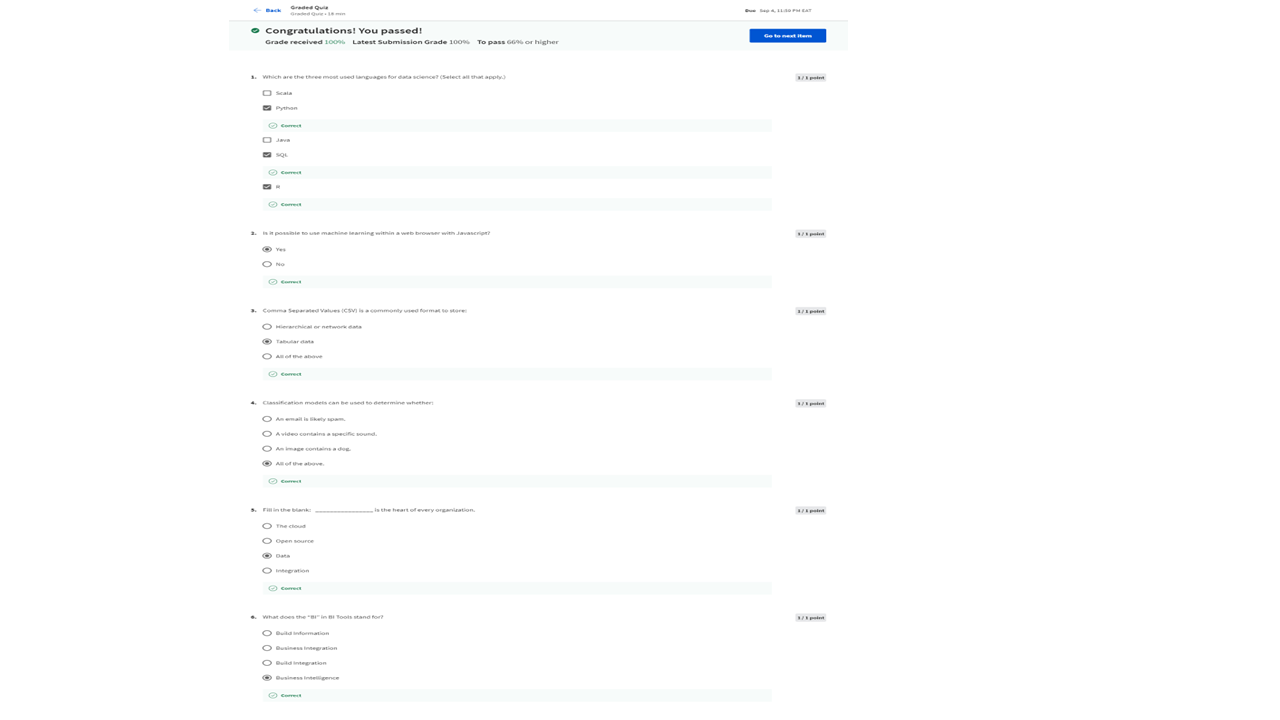 Back
Graded Quiz
Graded Quiz • 18 min
Due Sep 6, 11:59 PM EAT
Congratulations! You passed!
Grade received 100% Latest Submission Grade 100% To pass 66% or higher
Go to next item
1. Which are the three most used languages for data science? (Select all that apply.)
1 / 1 point
Scala
Python
Correct
Java
SQL
Correct
R
Correct
2. Is it possible to use machine learning within a web browser with Javascript?
1 / 1 point
Yes
No
Correct
3. Comma Separated Values (CSV) is a commonly used format to store:
1 / 1 point
Hierarchical or network data
Tabular data
All of the above
Correct
4. Classification models can be used to determine whether:
1 / 1 point
An email is likely spam.
A video contains a specific sound.
An image contains a dog.
All of the above.
Correct
5. Fill in the blank: __________________ is the heart of every organization.
1 / 1 point
The cloud
Open source
Data
Integration
Correct
6. What does the “BI” in BI Tools stand for?
1 / 1 point
Build Information
Business Integration
Build Integration
Business Intelligence
Correct